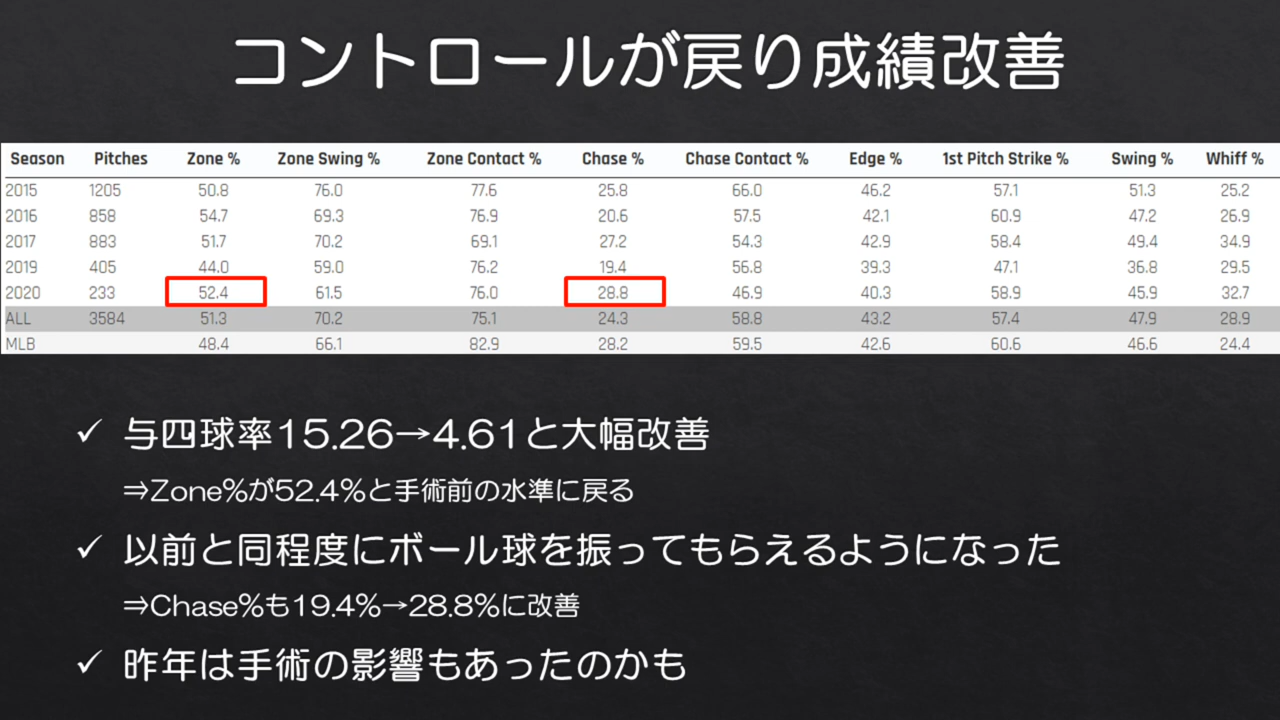 コントロールが戻り成績改善
Season Pitches Zone % Zone Swing % Zone Contact % Chase % Chase Contact % Edge % 1st Pitch Strike % Swing % Whiff %
2015 1205 50.8 76.0 77.6 25.8 66.0 46.2 57.1 51.3 25.2
2016 858 54.7 69.3 76.9 20.6 57.5 42.1 60.9 47.2 26.9
2017 883 51.7 70.2 69.1 27.2 54.3 42.9 58.4 49.4 34.9
2019 405 44.0 59.0 76.2 19.4 56.8 39.3 47.1 36.8 29.5
2020 233 52.4 61.5 76.0 28.8 46.9 40.3 58.9 45.9 32.7
ALL 3584 51.3 70.2 75.1 24.3 58.8 43.2 57.4 47.9 28.9
MLB 48.4 66.1 82.9 28.2 59.5 42.6 60.6 46.6 24.4
✓ 与四球率15.26→4.61と大幅改善
⇒Zone%が52.4%と手術前の水準に戻る
✓ 以前と同程度にボール球を振ってもらえるようになった
⇒Chase%も19.4%→28.8%に改善
✓ 昨年は手術の影響もあったのかも